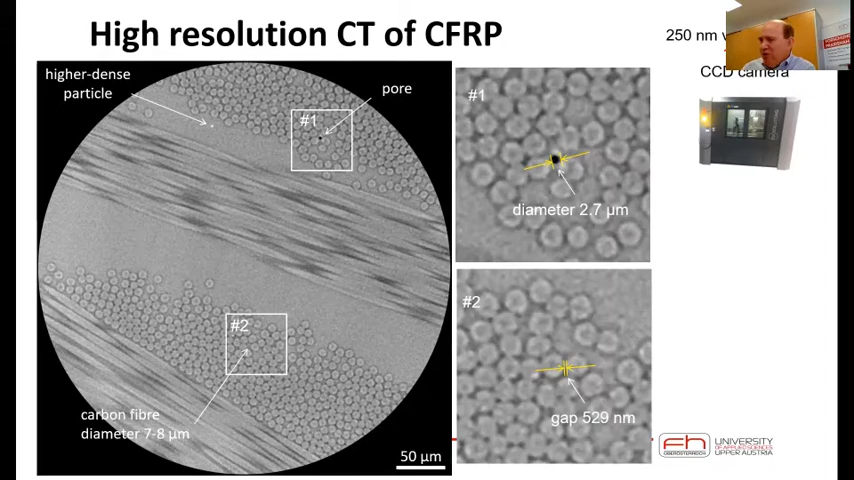 High resolution CT of CFRP
higher-dense
particle
pore
#1
#2
carbon fibre
diameter 7-8 µm
50 µm
#1
diameter 2.7 µm
#2
gap 529 nm
250 nm
CCD camera
fh
OBERÖSTERREICH
UNIVERSITY
OF APPLIED SCIENCES
UPPER AUSTRIA